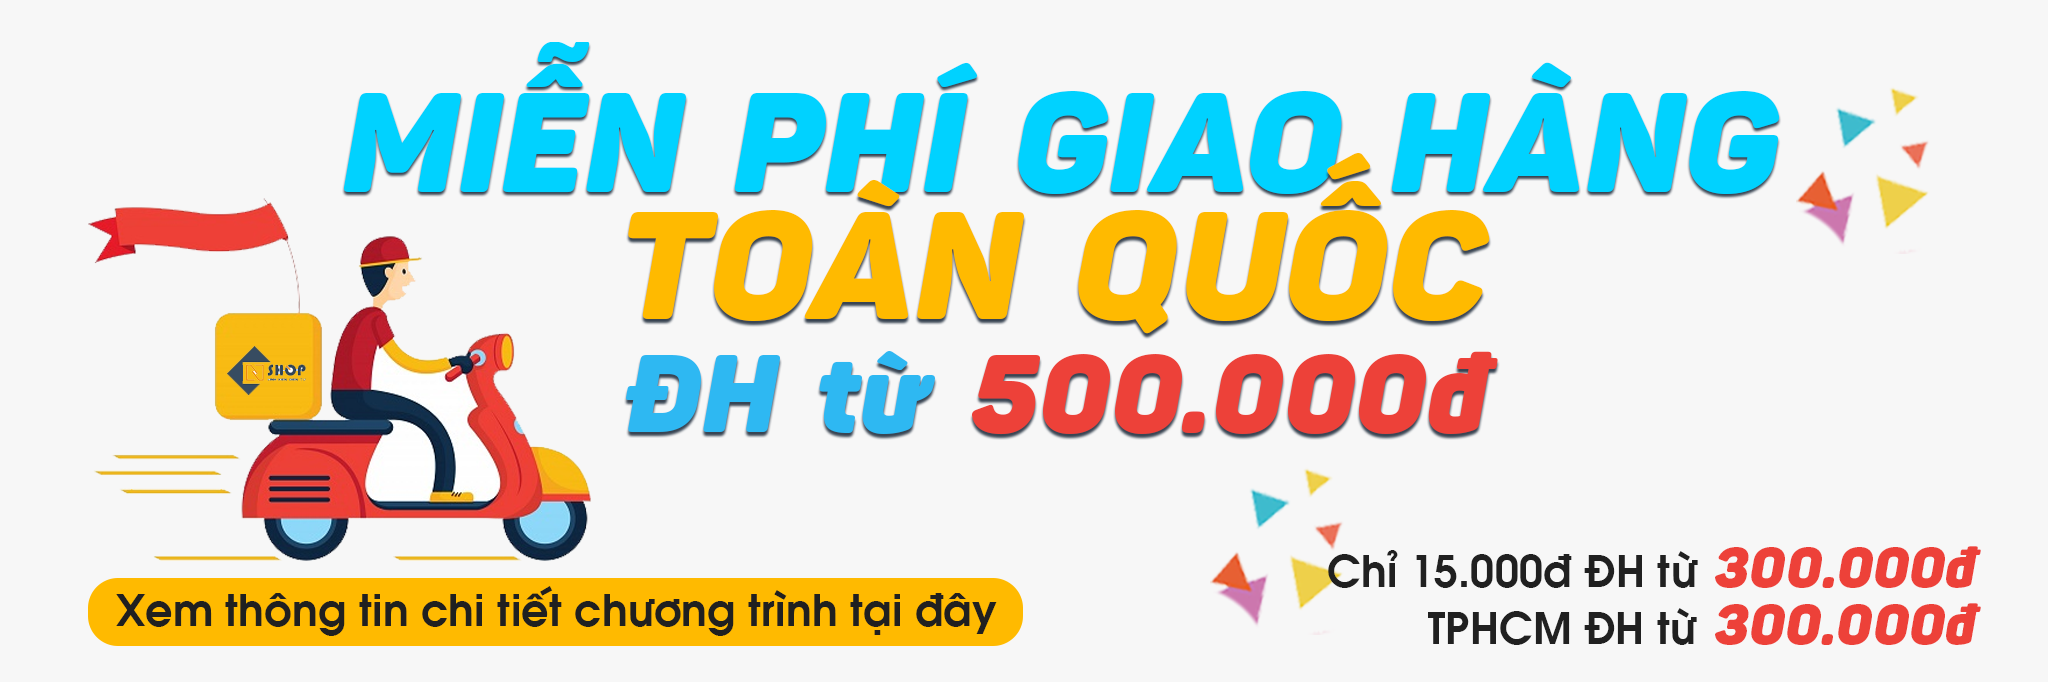 MIỄN PHÍ GIAO HÀNG
TOÀN QUỐC
ĐH từ 500.000đ
N SHOP
Xem thông tin chi tiết chương trình tại đây
Chỉ 15.000đ ĐH từ 300.000đ
TPHCM ĐH từ 300.000đ